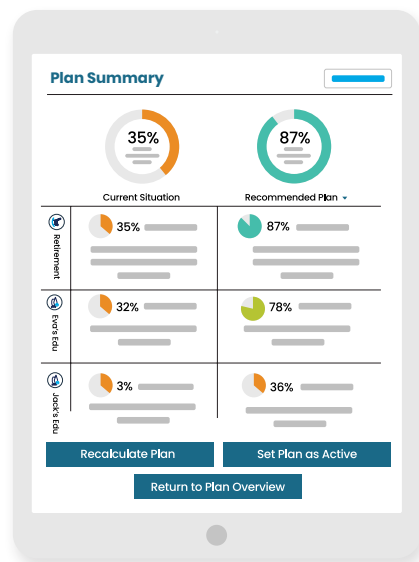 Plan Summary
35%
87%
Current Situation
Recommended Plan
Retirement
35%
87%
Eva's Edu
32%
78%
Jack's Edu
3%
36%
Recalculate Plan
Set Plan as Active
Return to Plan Overview